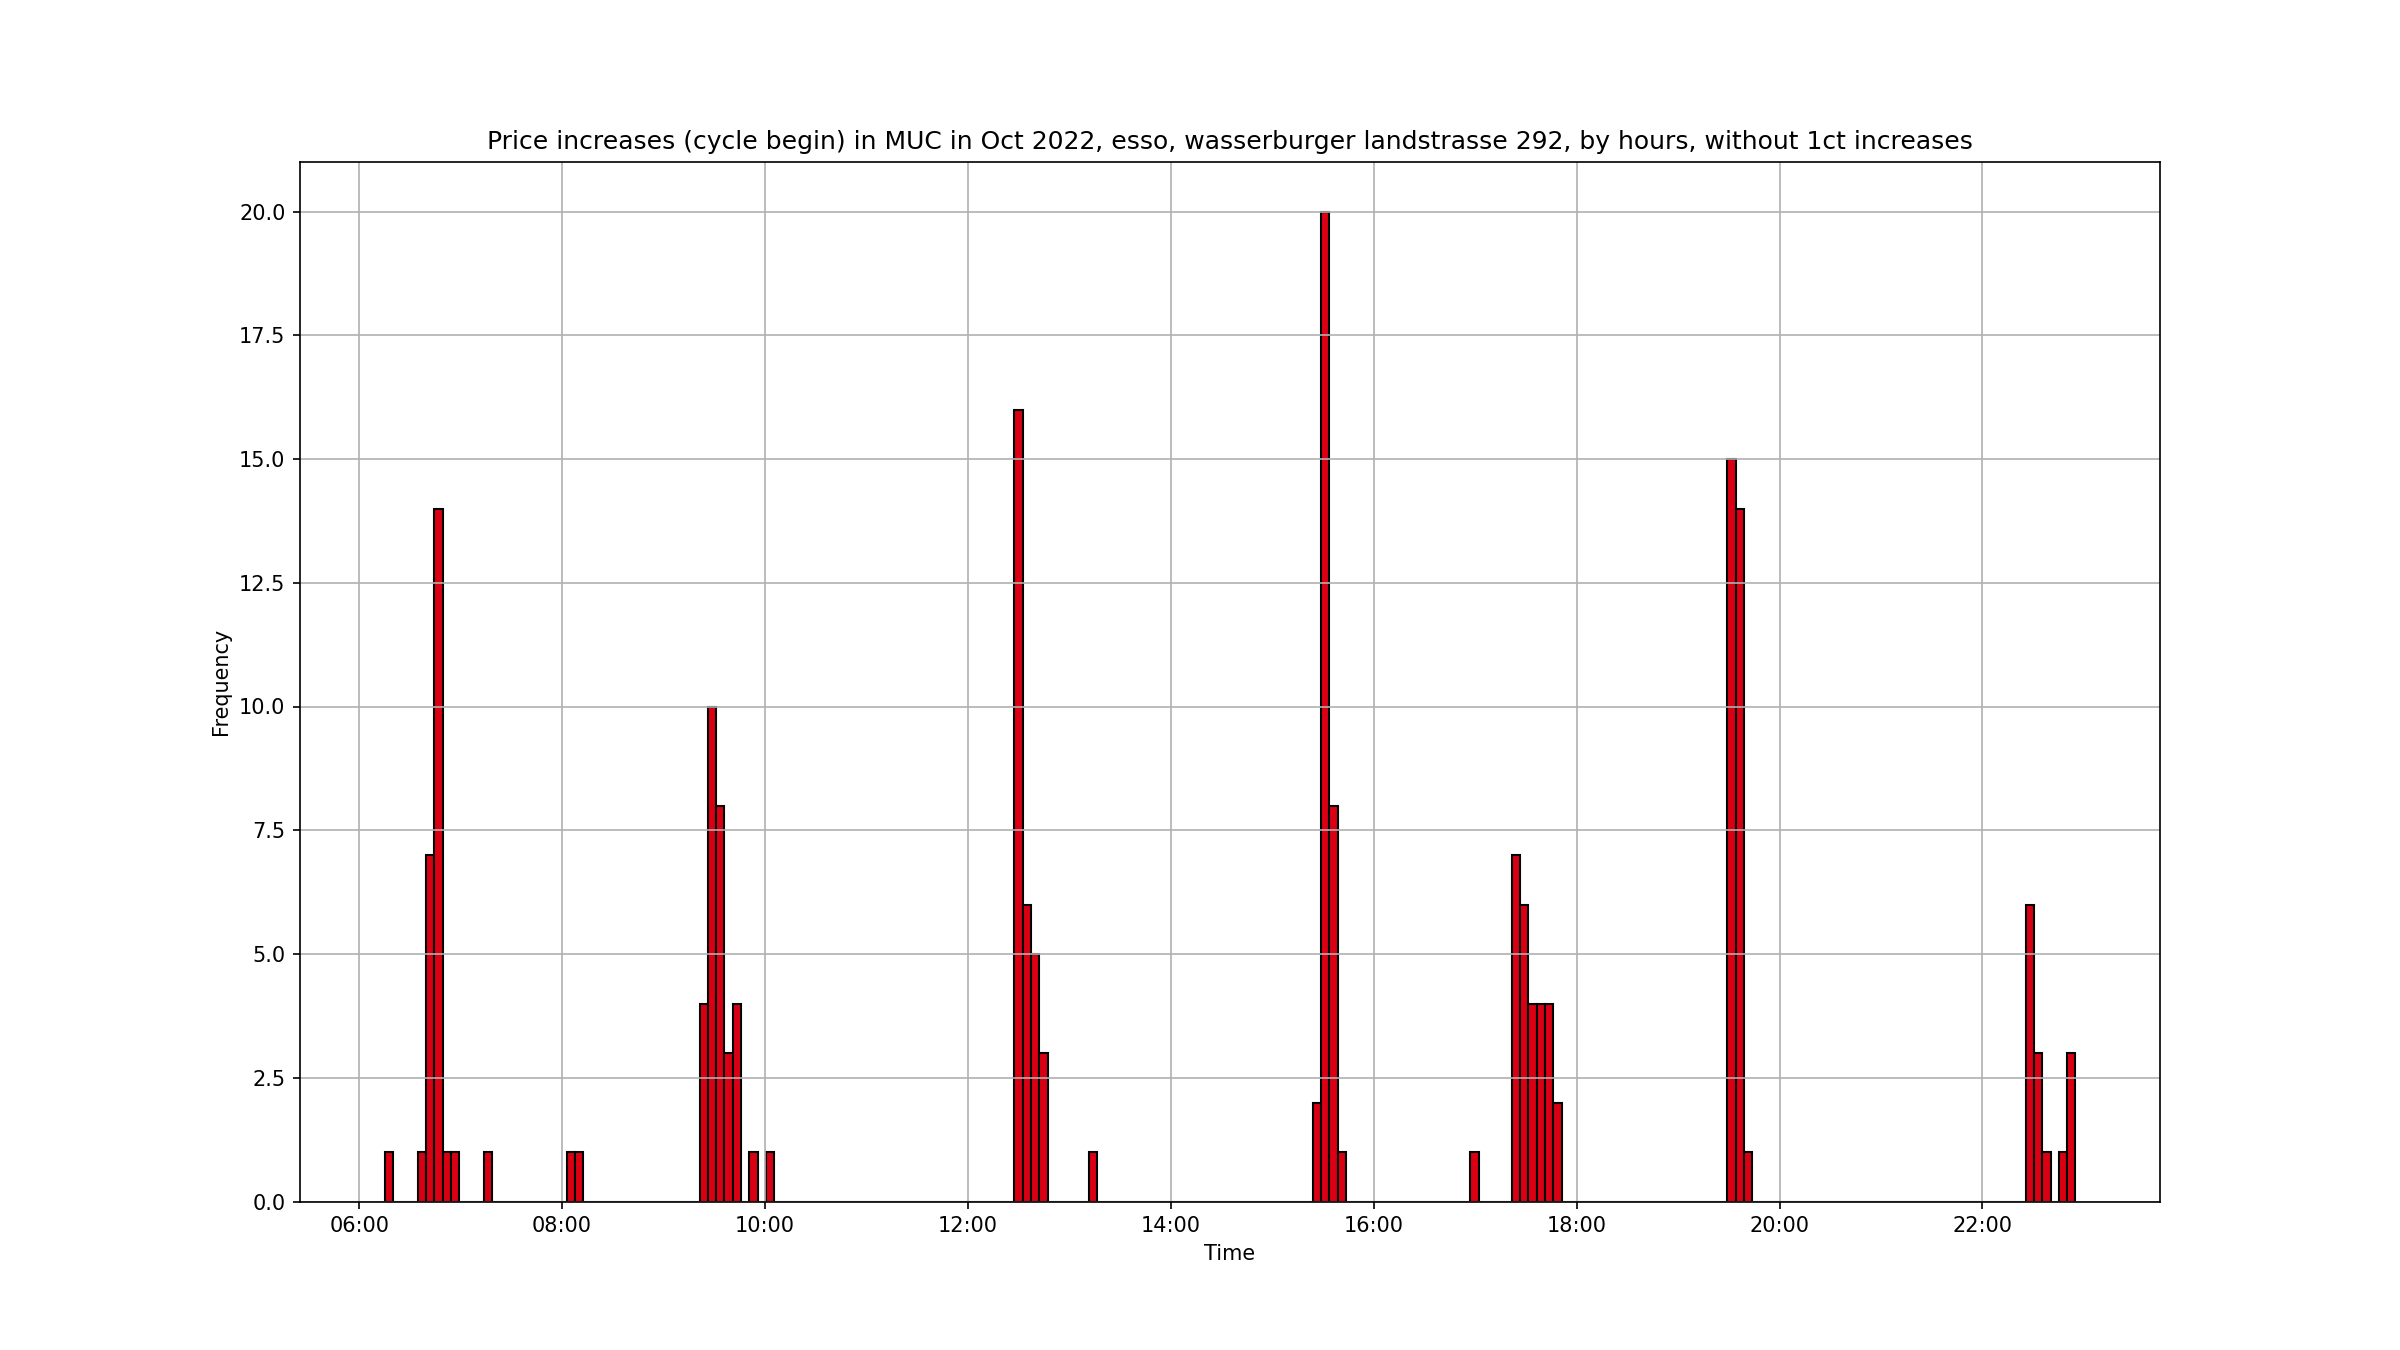 Price increases (cycle begin) in MUC in Oct 2022, esso, wasserburger landstrasse 292, by hours, without 1ct increases
20.0
17.5
15.0
12.5
10.0
7.5
5.0
2.5
0.0
Frequency
06:00 08:00 10:00 12:00 14:00 16:00 18:00 20:00 22:00
Time